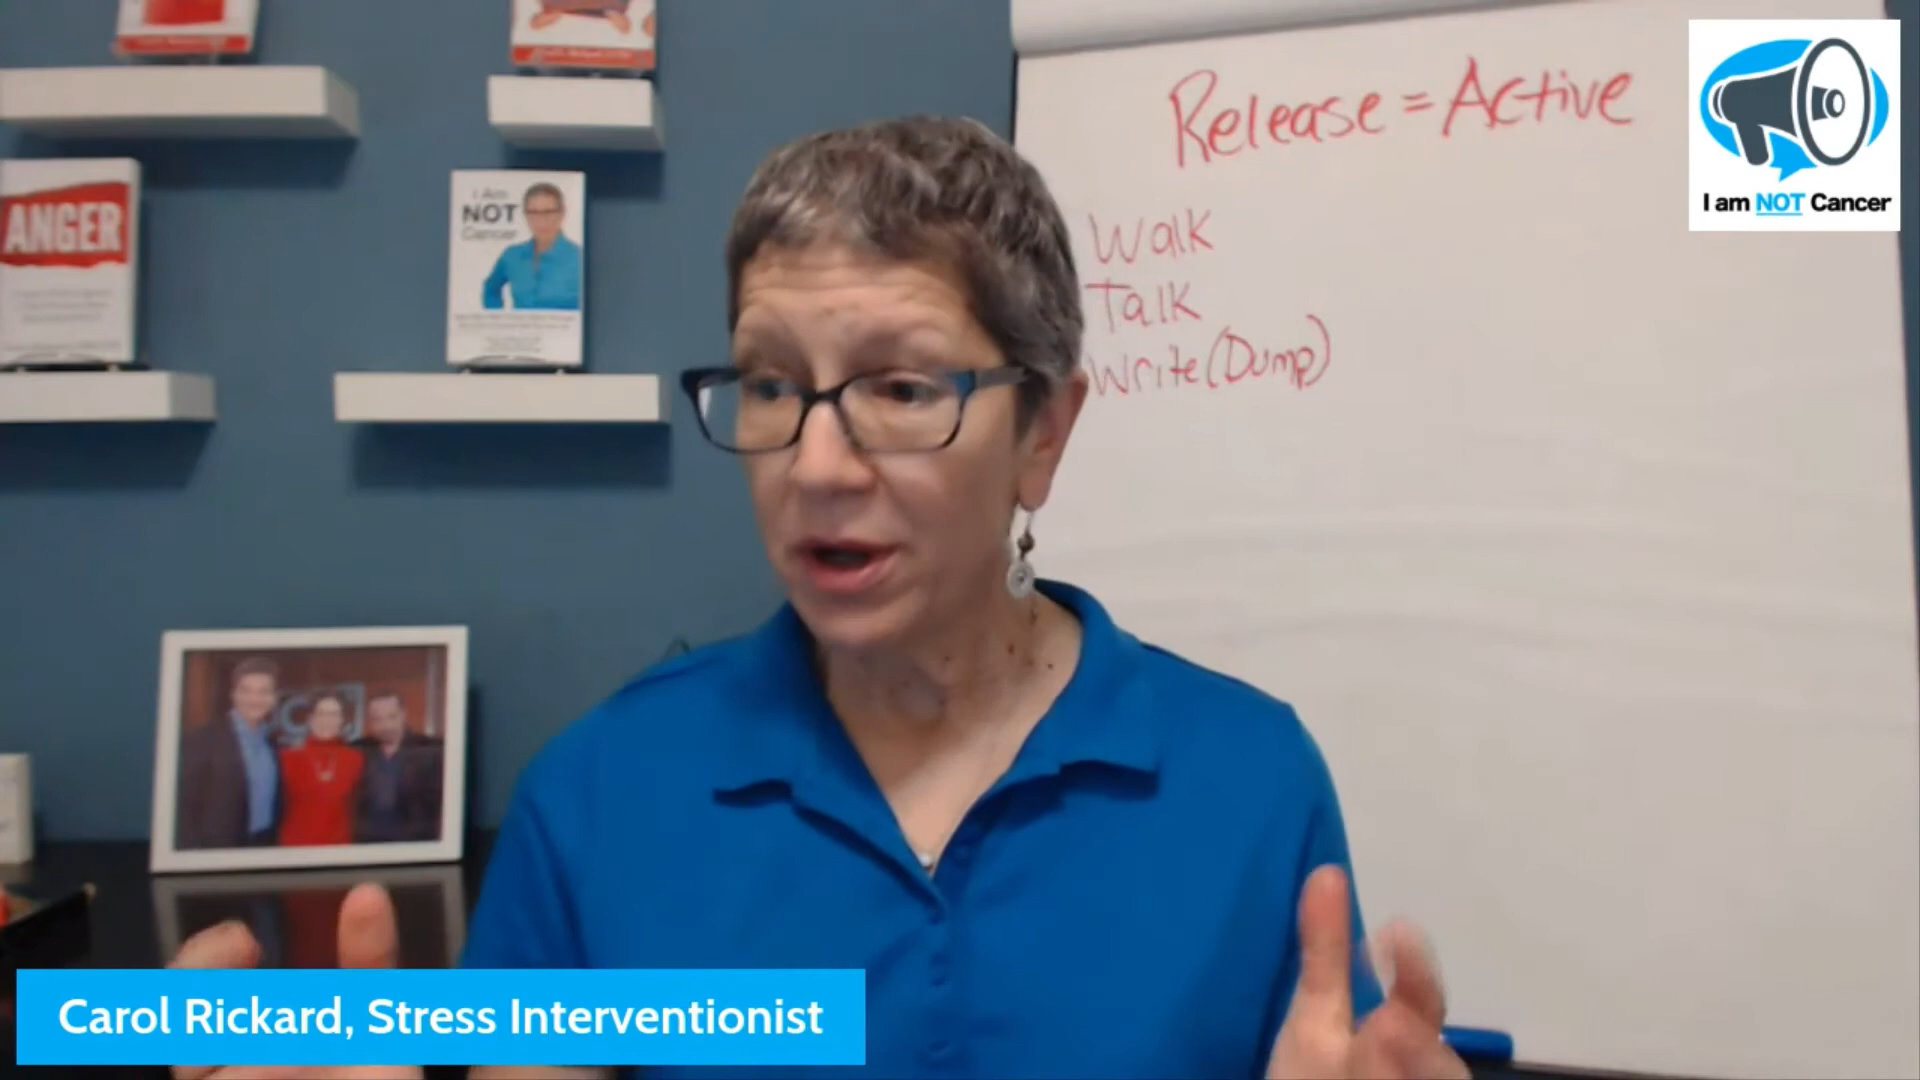 Release = Active
Walk
Talk
Write (Dump)
I am NOT Cancer
ANGER
I Am
NOT
Cancer
Carol Rickard, Stress Interventionist